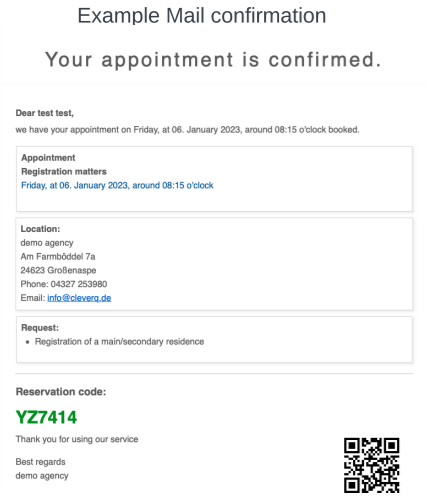 Example Mail confirmation
Your appointment is confirmed.
Dear test test,
we have your appointment on Friday, at 06. January 2023, around 08:15 o'clock booked.
Appointment
Registration matters
Friday, at 06. January 2023, around 08:15 o'clock
Location:
demo agency
Am Farmböddel 7a
24623 Großenaspe
Phone: 04327 253980
Email: info@cleverq.de
Request:
• Registration of a main/secondary residence
Reservation code:
YZ7414
Thank you for using our service
Best regards
demo agency